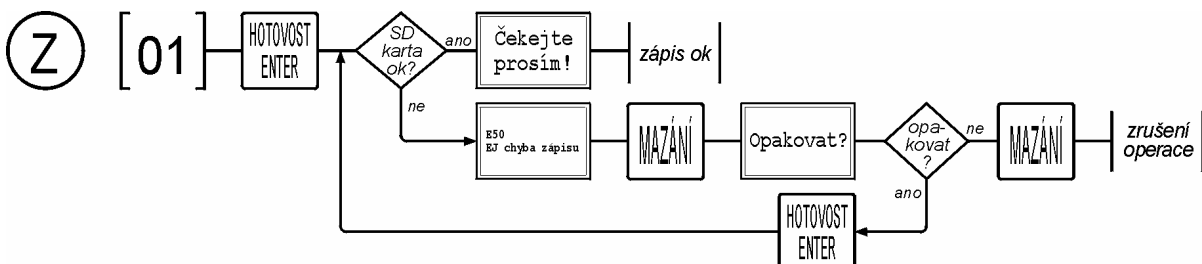 Z
[01]
HOTOVOST
ENTER
SD
karta
ok?
ano
Čekejte
prosím!
zápis ok
ne
E50
EJ chyba zápisu
MAZÁNÍ
Opakovat?
opa-
kovat
?
ne
MAZÁNÍ
zrušení
operace
ano
HOTOVOST
ENTER